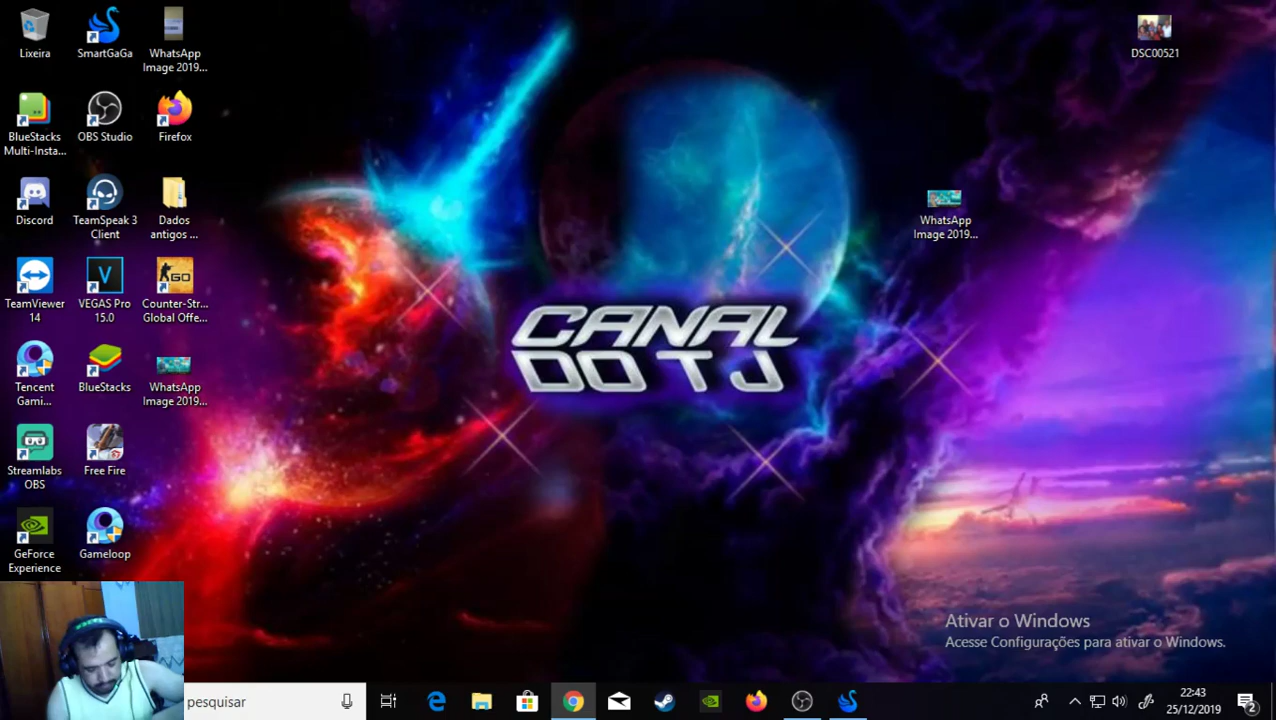 Lixeira
SmartGaGa
WhatsApp
Image 2019...
DSC00521
BlueStacks
Multi-Insta...
OBS Studio
Firefox
Discord
TeamSpeak 3
Client
Dados
antigos ...
WhatsApp
Image 2019...
TeamViewer
14
VEGAS Pro
15.0
Counter-Str...
Global Offe...
CANAL
DO TJ
Tencent
Gami...
BlueStacks
WhatsApp
Image 2019...
Streamlabs
OBS
Free Fire
GeForce
Experience
Gameloop
Ativar o Windows
Acesse Configurações para ativar o Windows.
pesquisar
22:43
25/12/2019
2